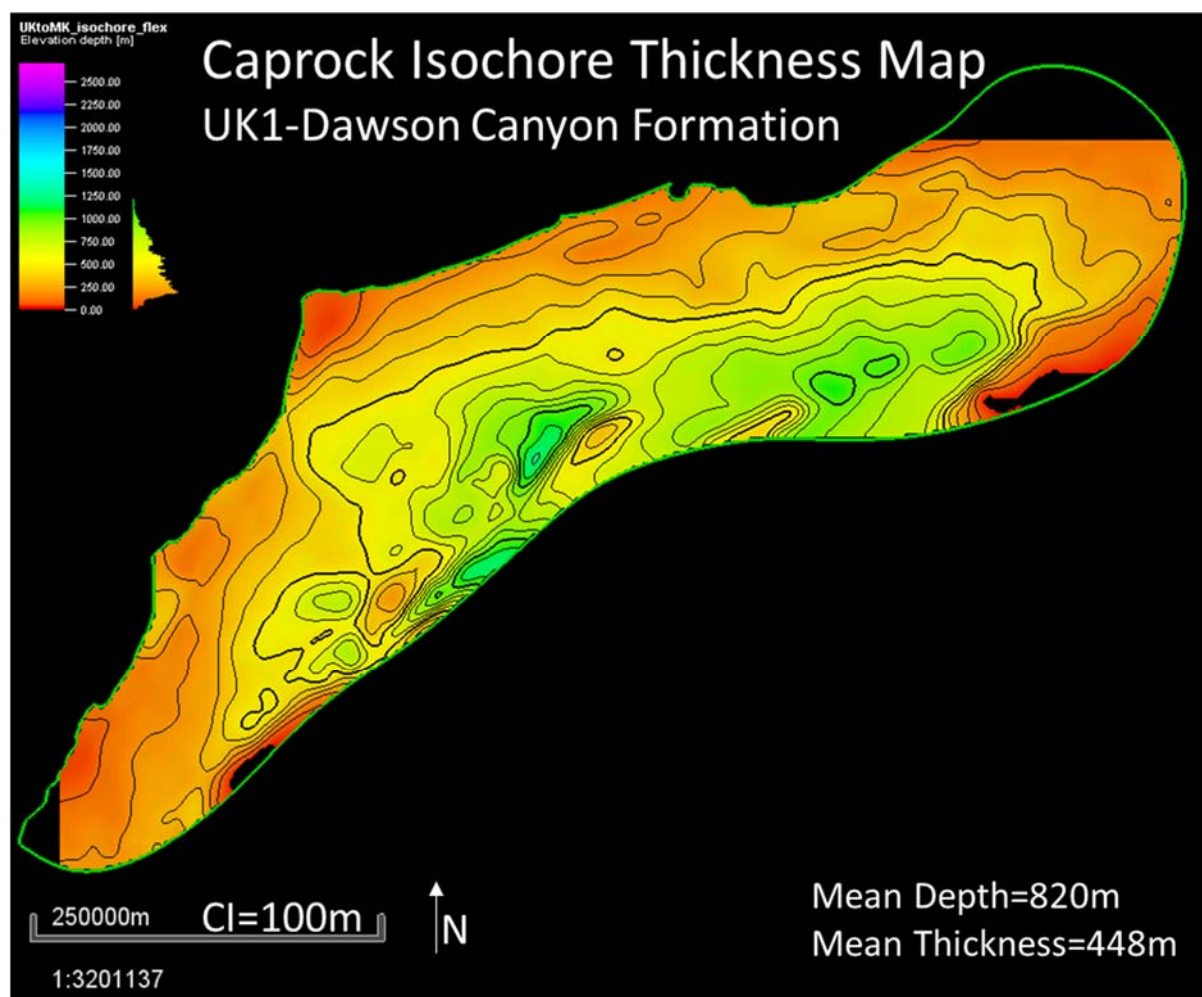 UKtoMK_isochore_flex
Elevation depth [m]
2500.00
2250.00
2000.00
1750.00
1500.00
1250.00
1000.00
750.00
500.00
250.00
0.00
Caprock Isochore Thickness Map
UK1-Dawson Canyon Formation
250000m
CI=100m
N
1:3201137
Mean Depth=820m
Mean Thickness=448m